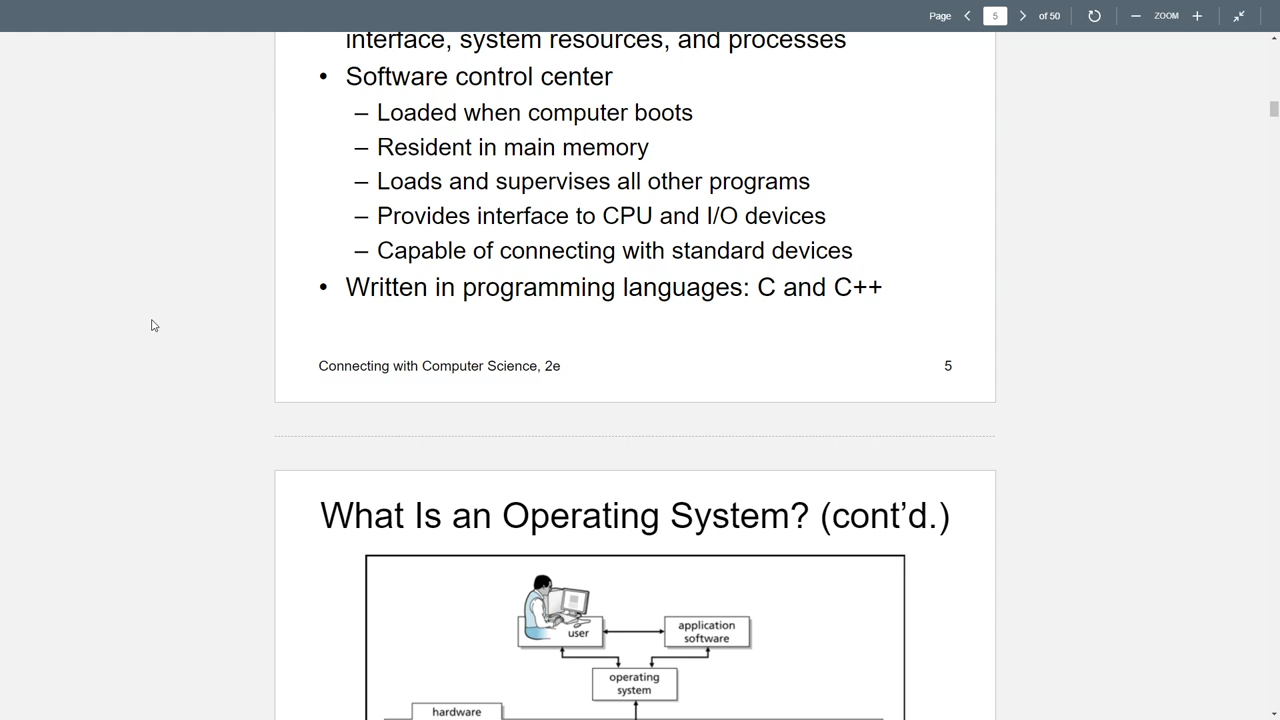 Page 5 of 50 ZOOM
interface, system resources, and processes
• Software control center
– Loaded when computer boots
– Resident in main memory
– Loads and supervises all other programs
– Provides interface to CPU and I/O devices
– Capable of connecting with standard devices
• Written in programming languages: C and C++
Connecting with Computer Science, 2e 5
What Is an Operating System? (cont’d.)
user
application
software
operating
system
hardware